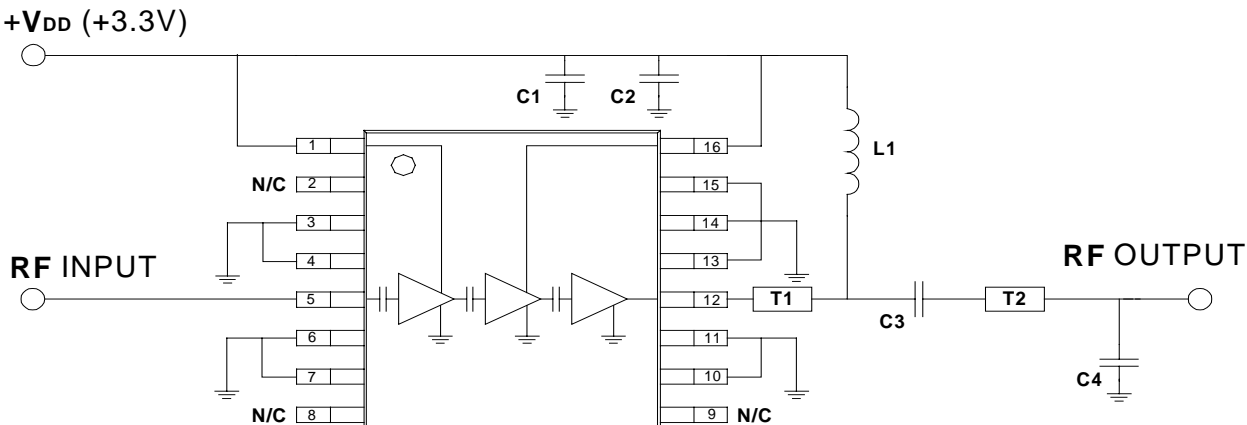 +VDD (+3.3V)
C1
C2
L1
1
16
N/C
2
15
3
14
4
13
RF INPUT
RF OUTPUT
5
12
T1
C3
T2
6
11
7
10
C4
N/C
8
9
N/C